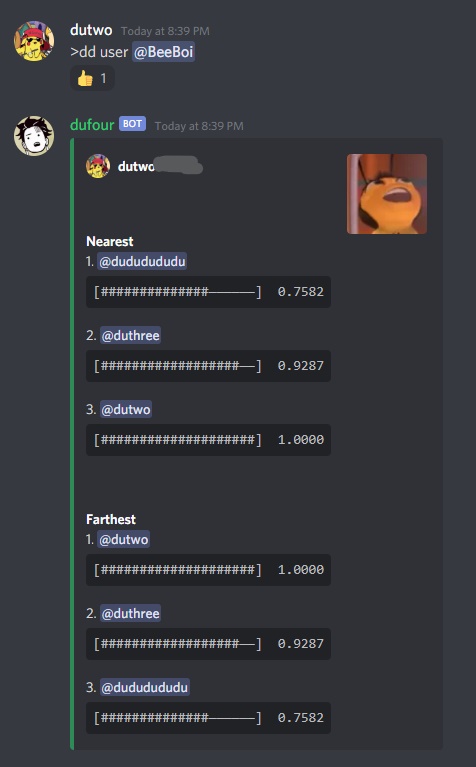 dutwo Today at 8:39 PM
>dd user @BeeBoi
👍 1
dufour BOT Today at 8:39 PM
dutwo
Nearest
1. @dudududududu
[##############------] 0.7582
2. @duthree
[##################--] 0.9287
3. @dutwo
[####################] 1.0000
Farthest
1. @dutwo
[####################] 1.0000
2. @duthree
[##################--] 0.9287
3. @dudududududu
[##############------] 0.7582